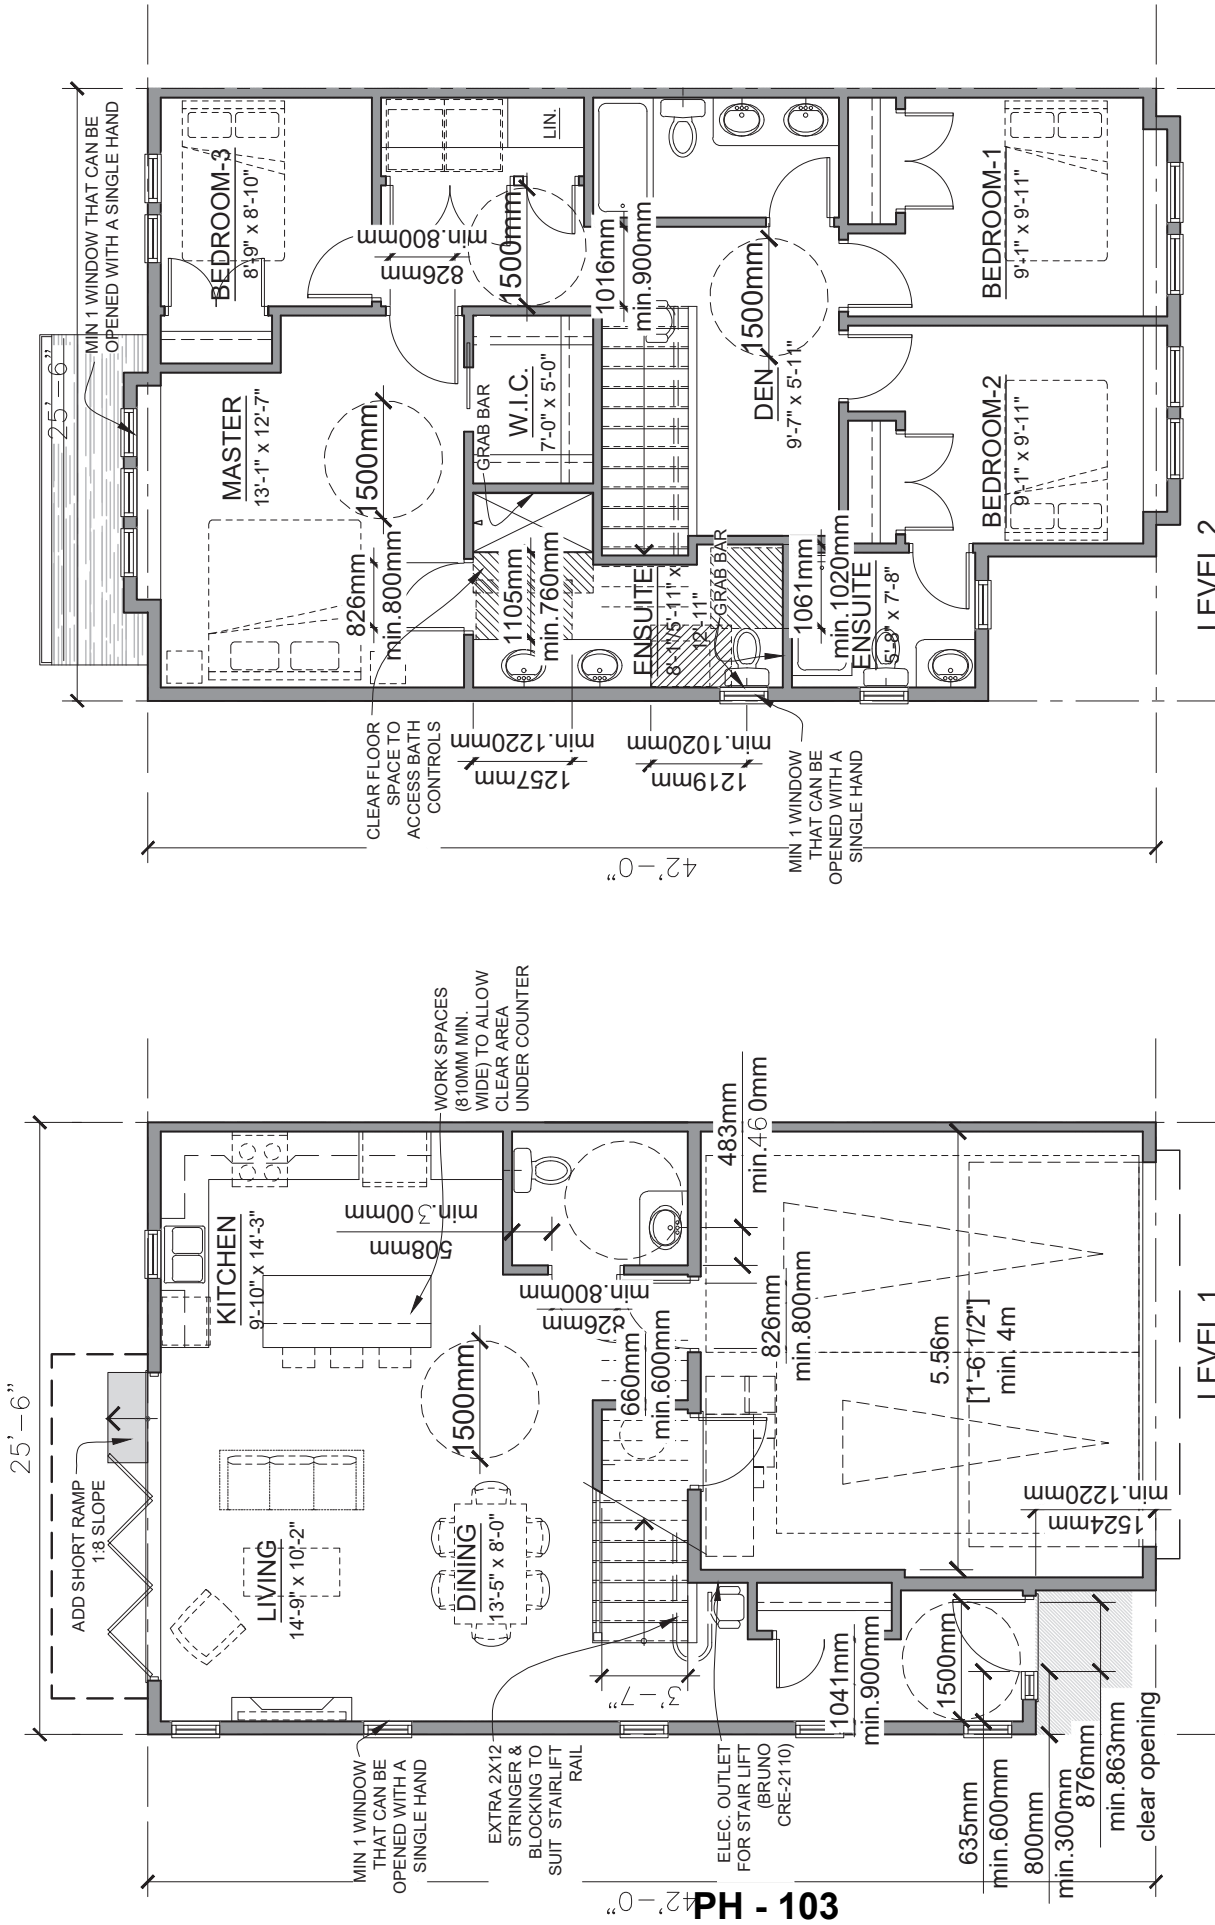 25'-6"
MIN 1 WINDOW THAT CAN BE
OPENED WITH A SINGLE HAND
BEDROOM-3
8'-9" x 8'-10"
MASTER
13'-1" x 12'-7"
LIN.
min.800mm
826mm
1500mm
1500mm
W.I.C.
7'-0" x 5'-0"
GRAB BAR
826mm
min.800mm
1105mm
min.760mm
1016mm
min.900mm
1500mm
DEN
9'-7" x 5'-11"
ENSUITE
8'-1"/5'-11" x
12'-11"
GRAB BAR
1061mm
min.1020mm
ENSUITE
5'-8" x 7'-8"
BEDROOM-1
9'-1" x 9'-11"
BEDROOM-2
9'-1" x 9'-11"
CLEAR FLOOR
SPACE TO
ACCESS BATH
CONTROLS
min.1220mm
1257mm
min.1020mm
1219mm
MIN 1 WINDOW
THAT CAN BE
OPENED WITH A
SINGLE HAND
42'-0"
LEVEL 2
25'-6"
ADD SHORT RAMP
1:8 SLOPE
WORK SPACES
(810MM MIN.
WIDE) TO ALLOW
CLEAR AREA
UNDER COUNTER
KITCHEN
9'-10" x 14'-3"
LIVING
14'-9" x 10'-2"
DINING
13'-5" x 8'-0"
1500mm
min.300mm
508mm
min.800mm
826mm
660mm
min.600mm
483mm
min.460mm
826mm
min.800mm
5.56m
[1'-6 1/2"]
min. 4m
min.1220mm
1524mm
3'-7"
1041mm
min.900mm
1500mm
MIN 1 WINDOW
THAT CAN BE
OPENED WITH A
SINGLE HAND
EXTRA 2X12
STRINGER &
BLOCKING TO
SUIT STAIRLIFT
RAIL
ELEC. OUTLET
FOR STAIR LIFT
(BRUNO
CRE-2110)
635mm
min.600mm
800mm
min.300mm
876mm
min.863mm
clear opening
42'-0"
LEVEL 1
PH - 103